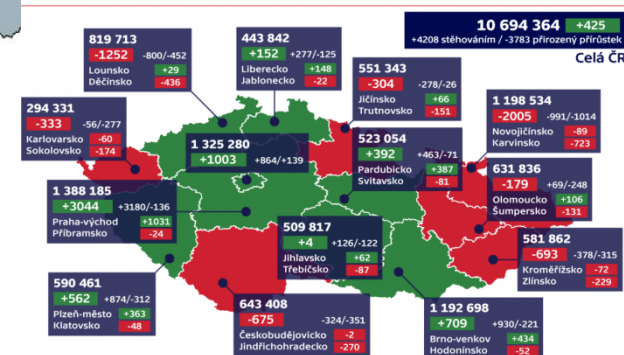 10 694 364 +425
+4208 stěhováním / -3783 přirozený přírůstek
Celá ČR
819 713
-1252 -800/-452
Lounsko +29
Děčínsko -436
443 842
+152 +277/-125
Liberecko +148
Jablonecko -22
551 343
-304 -278/-26
Jičínsko +66
Trutnovsko -151
294 331
-333 -56/-277
Karlovarsko -60
Sokolovsko -174
1 325 280
+1003 +864/+139
523 054
+392 +463/-71
Pardubicko +387
Svitavsko -81
1 198 534
-2005 -991/-1014
Novojičínsko -89
Karvinsko -723
1 388 185
+3044 +3180/-136
Praha-východ +1031
Příbramsko -24
631 836
-179 +69/-248
Olomoucko +106
Šumpersko -131
509 817
+4 +126/-122
Jihlavsko +62
Třebíčsko -87
581 862
-693 -378/-315
Kroměřížsko -72
Zlínsko -229
590 461
+562 +874/-312
Plzeň-město +363
Klatovsko -48
643 408
-675 -324/-351
Českobudějovicko -2
Jindřichohradecko -270
1 192 698
+709 +930/-221
Brno-venkov +434
Hodonínsko -52